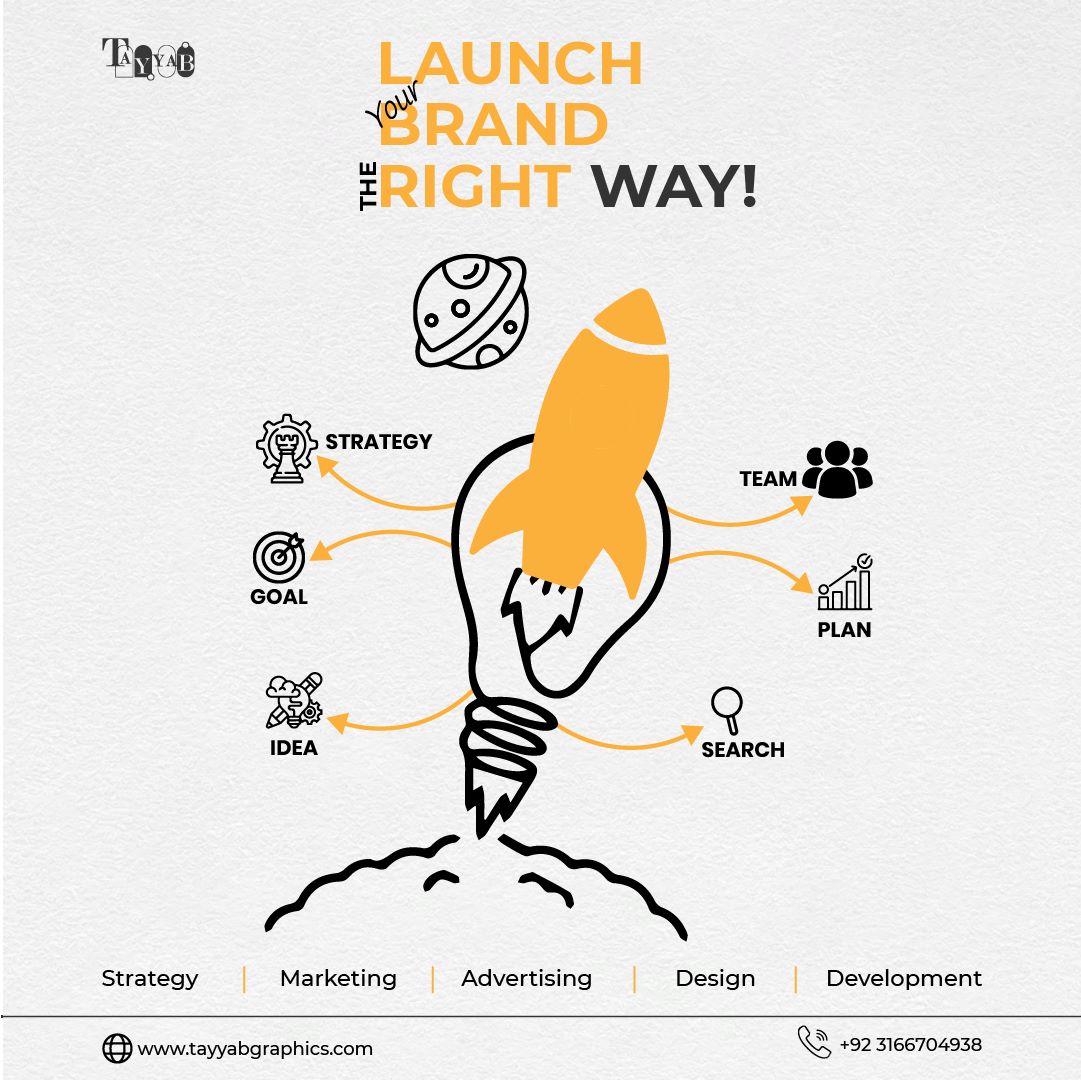 TAYYAB
LAUNCH
Your
BRAND
THE RIGHT WAY!
STRATEGY
TEAM
GOAL
PLAN
IDEA
SEARCH
Strategy | Marketing | Advertising | Design | Development
www.tayyabgraphics.com
+92 3166704938